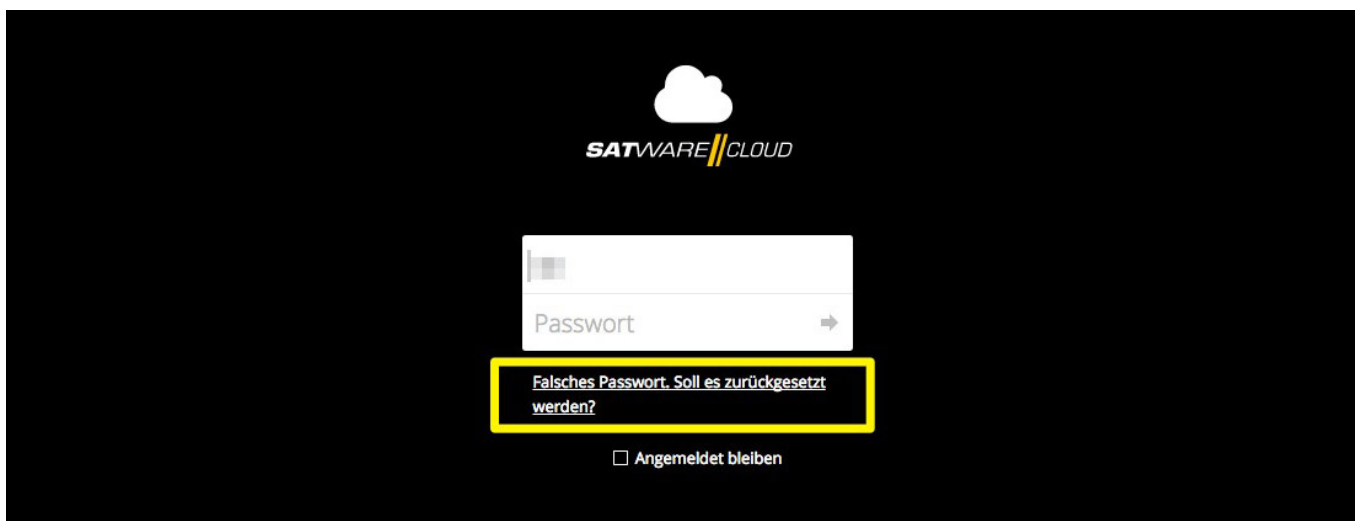 SATWARE//CLOUD
Passwort
Falsches Passwort. Soll es zurückgesetzt
werden?
Angemeldet bleiben